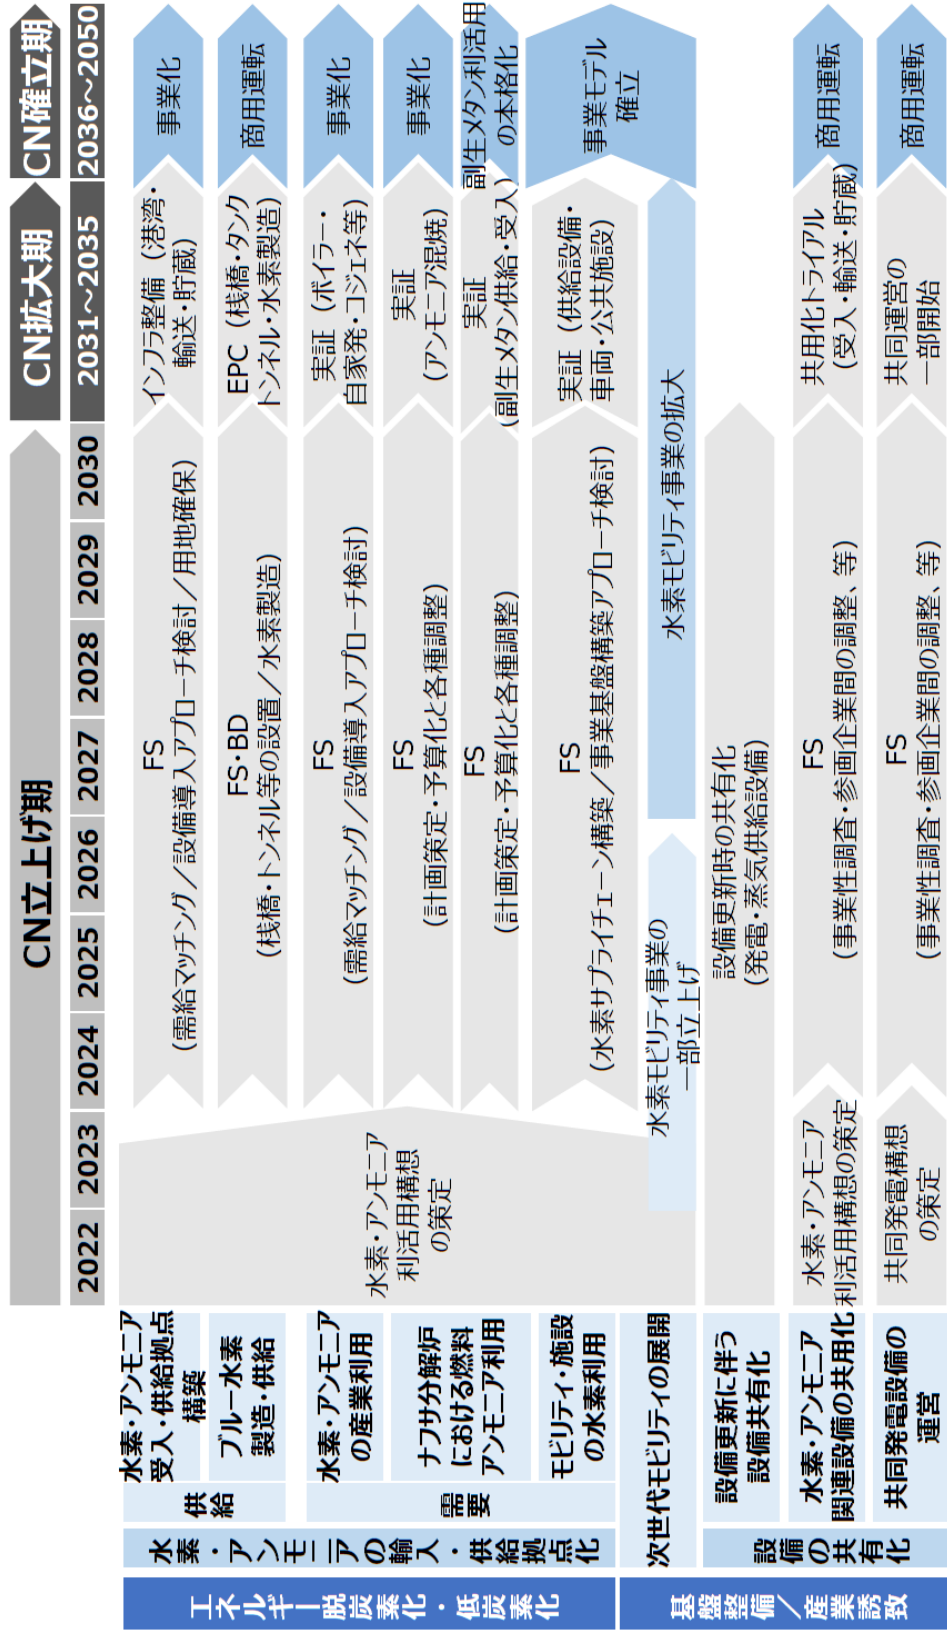 CN立上げ期
CN拡大期
CN確立期
2022
2023
2024
2025
2026
2027
2028
2029
2030
2031～2035
2036～2050
エネルギー脱炭素化・低炭素化
水素・アンモニアの輸入・供給拠点化
供給
水素・アンモニア
受入・供給拠点
構築
水素・アンモニア
利活用構想
の策定
FS
(需給マッチング／設備導入アプローチ検討／用地確保)
インフラ整備（港湾・
輸送・貯蔵）
事業化
ブルー水素
製造・供給
FS・BD
(桟橋・トンネル等の設置／水素製造)
EPC（桟橋・タンク
トンネル・水素製造）
商用運転
需要
水素・アンモニア
の産業利用
FS
(需給マッチング／設備導入アプローチ検討)
実証（ボイラー・
自家発・コジェネ等）
事業化
ナフサ分解炉
における燃料
アンモニア利用
FS
(計画策定・予算化と各種調整)
実証
(アンモニア混焼)
事業化
FS
(計画策定・予算化と各種調整)
実証
(副生メタン供給・受入)
副生メタン利活用
の本格化
モビリティ・施設
の水素利用
FS
(水素サプライチェーン構築／事業基盤構築アプローチ検討)
実証（供給設備・
車両・公共施設）
事業モデル
確立
基盤整備／産業誘致
次世代モビリティの展開
水素モビリティ事業の
一部立上げ
水素モビリティ事業の拡大
設備の共有化
設備更新に伴う
設備共有化
設備更新時の共有化
(発電・蒸気供給設備)
水素・アンモニア
関連設備の共用化
水素・アンモニア
利活用構想の策定
FS
(事業性調査・参画企業間の調整、等)
共用化トライアル
(受入・輸送・貯蔵)
商用運転
共同発電設備の
運営
共同発電構想
の策定
FS
(事業性調査・参画企業間の調整、等)
共同運営の
一部開始
商用運転